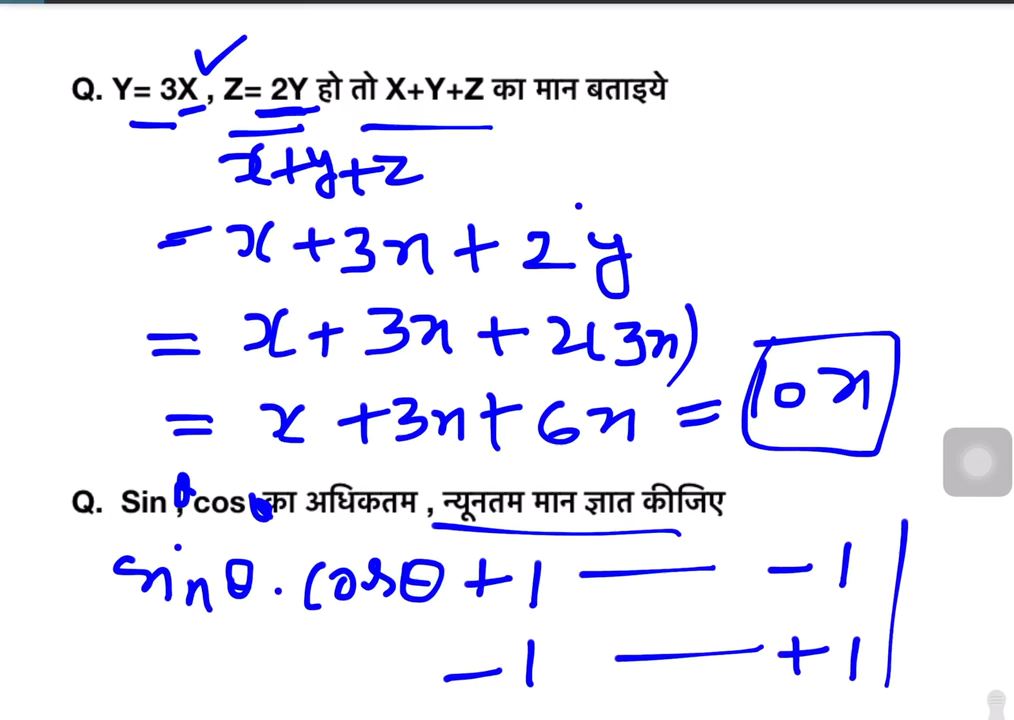 Q. Y= 3X , Z= 2Y हो तो X+Y+Z का मान बताइये
x+y+z
= x + 3x + 2y
= x + 3x + 2(3x)
= x + 3x + 6x = 10x
Q. Sin θ, cos θ का अधिकतम , न्यूनतम मान ज्ञात कीजिए
sinθ . cosθ +1 — -1
-1 — +1